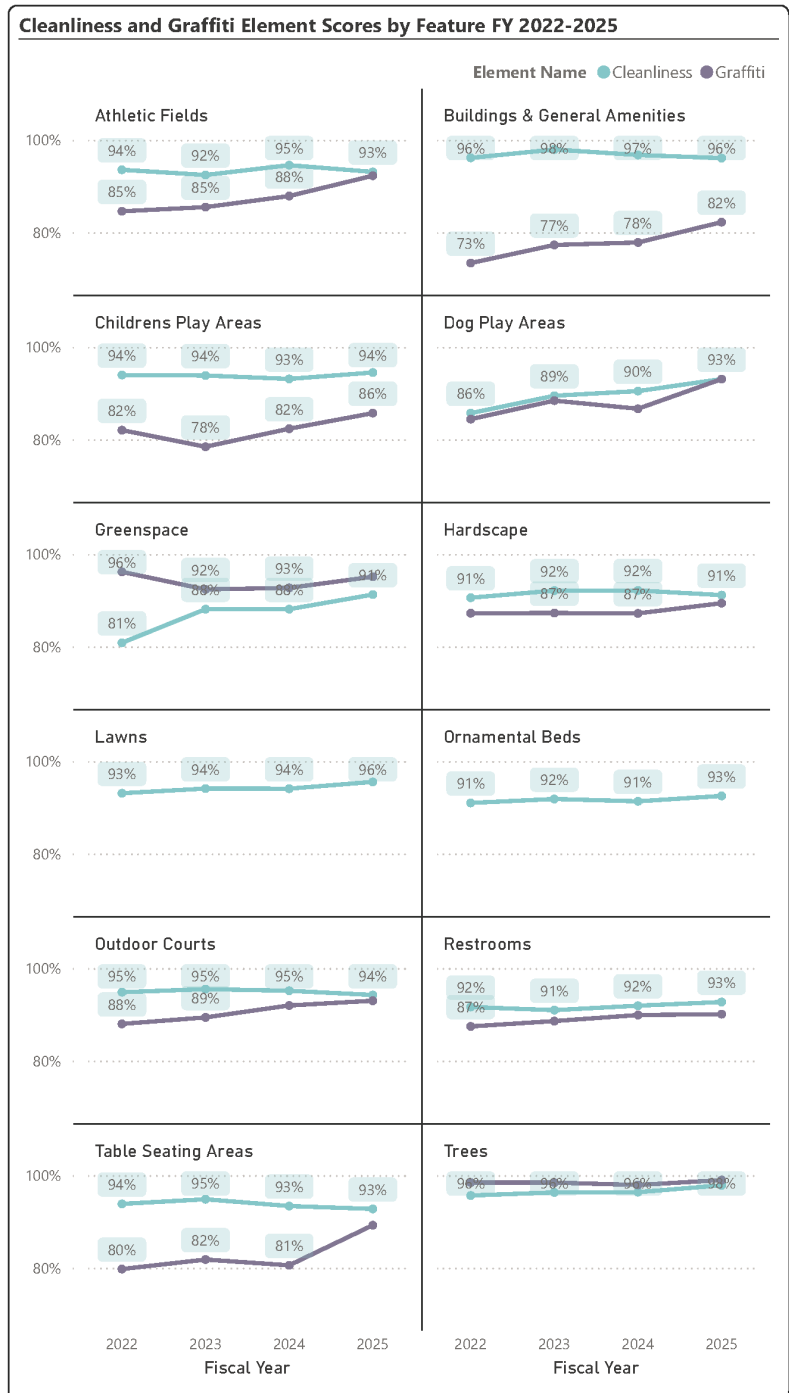 Cleanliness and Graffiti Element Scores by Feature FY 2022-2025
Element Name Cleanliness Graffiti
Athletic Fields
100%
94% 92% 95% 93%
85% 85% 88%
80%
Buildings & General Amenities
96% 98% 97% 96%
73% 77% 78% 82%
Childrens Play Areas
100%
94% 94% 93% 94%
82% 78% 82% 86%
80%
Dog Play Areas
86% 89% 90% 93%
Greenspace
100%
96% 92% 93% 91%
81% 88% 88%
80%
Hardscape
91% 92% 92% 91%
87% 87%
Lawns
100%
93% 94% 94% 96%
80%
Ornamental Beds
91% 92% 91% 93%
Outdoor Courts
100%
95% 95% 95% 94%
88% 89%
80%
Restrooms
92% 91% 92% 93%
87%
Table Seating Areas
100%
94% 95% 93% 93%
80% 82% 81%
80%
Trees
96% 96% 96% 98%
2022 2023 2024 2025
Fiscal Year
2022 2023 2024 2025
Fiscal Year